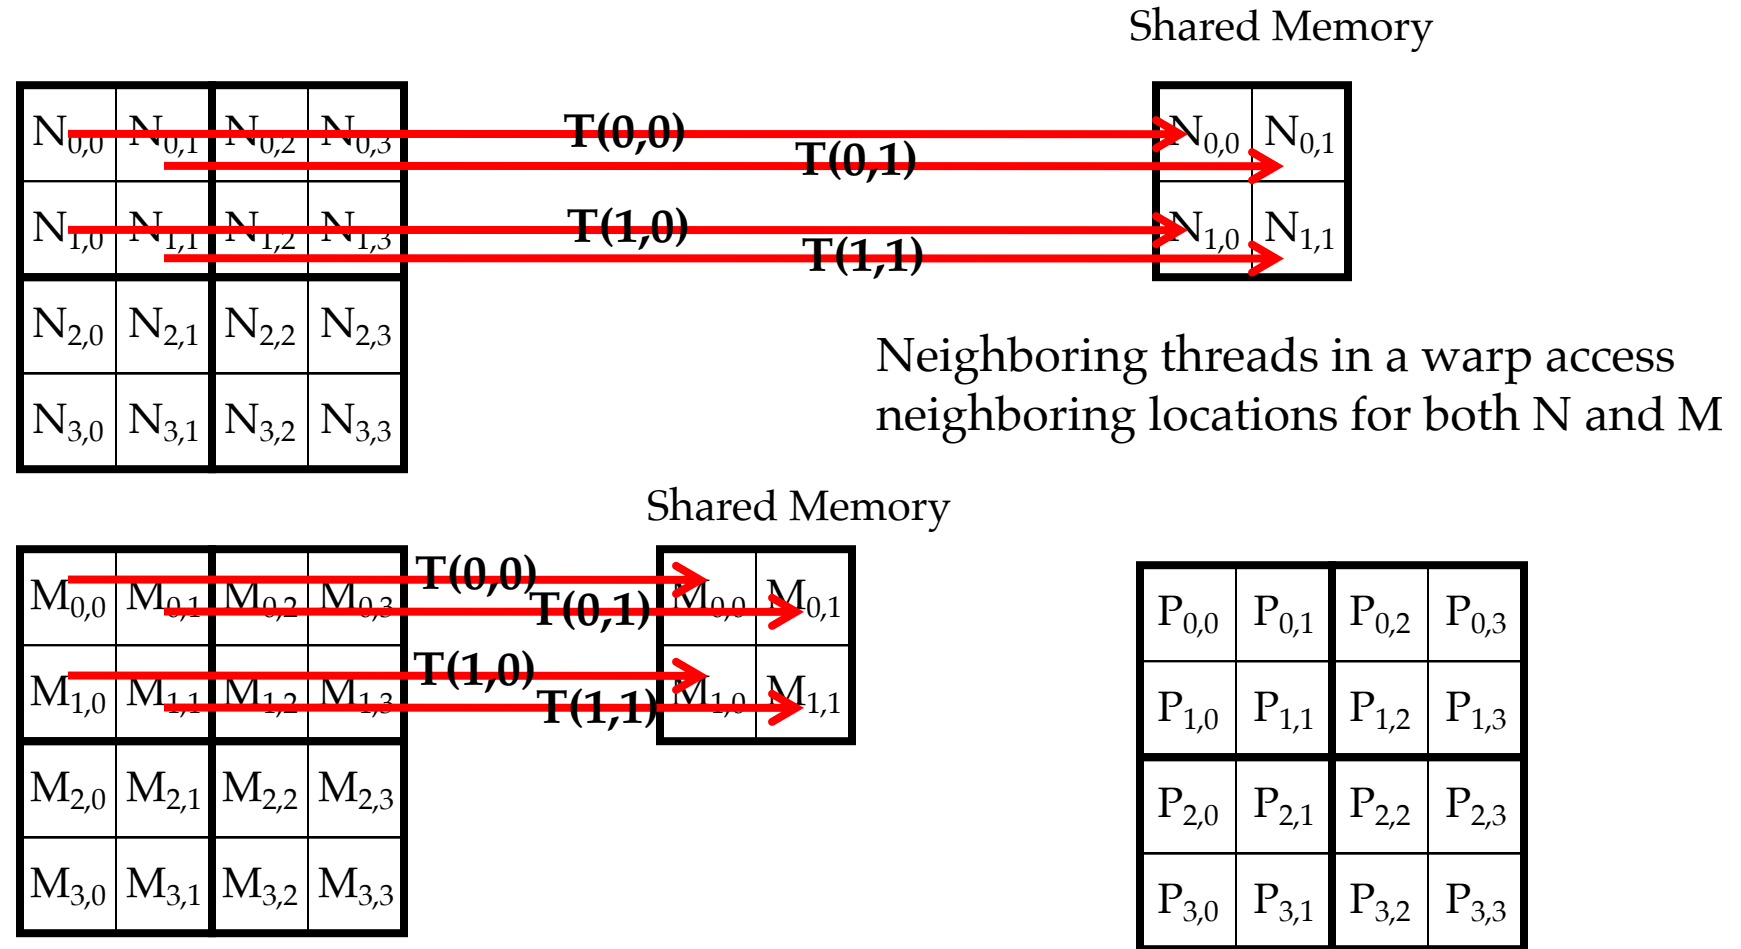 Shared Memory
N0,0 N0,1 N0,2 N0,3 T(0,0) N0,0 N0,1
T(0,1)
N1,0 N1,1 N1,2 N1,3 T(1,0) N1,0 N1,1
T(1,1)
N2,0 N2,1 N2,2 N2,3
N3,0 N3,1 N3,2 N3,3
Neighboring threads in a warp access
neighboring locations for both N and M
Shared Memory
M0,0 M0,1 M0,2 M0,3 T(0,0) M0,0 M0,1
T(0,1)
M1,0 M1,1 M1,2 M1,3 T(1,0) M1,0 M1,1
T(1,1)
M2,0 M2,1 M2,2 M2,3
M3,0 M3,1 M3,2 M3,3
P0,0 P0,1 P0,2 P0,3
P1,0 P1,1 P1,2 P1,3
P2,0 P2,1 P2,2 P2,3
P3,0 P3,1 P3,2 P3,3